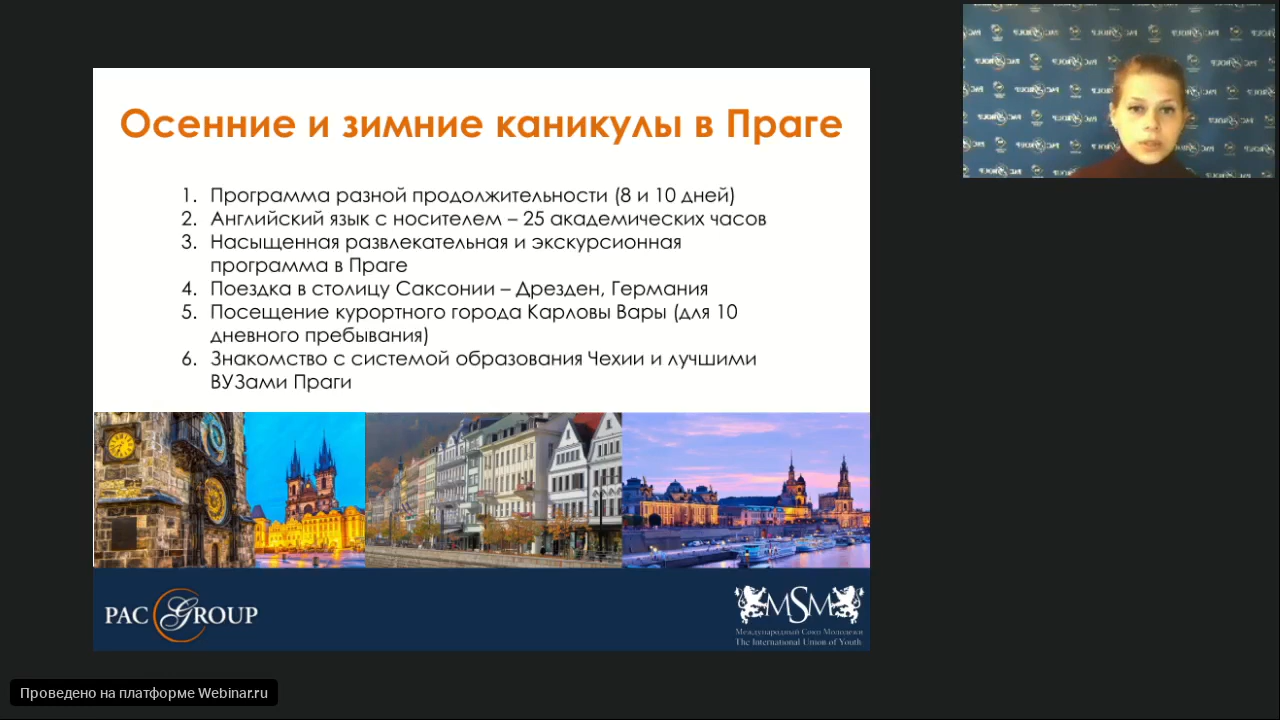 Осенние и зимние каникулы в Праге
1. Программа разной продолжительности (8 и 10 дней)
2. Английский язык с носителем – 25 академических часов
3. Насыщенная развлекательная и экскурсионная
программа в Праге
4. Поездка в столицу Саксонии – Дрезден, Германия
5. Посещение курортного города Карловы Вары (для 10
дневного пребывания)
6. Знакомство с системой образования Чехии и лучшими
ВУЗами Праги
PAC GROUP
MSM
Международный Союз Молодежи
The International Union of Youth
Проведено на платформе Webinar.ru